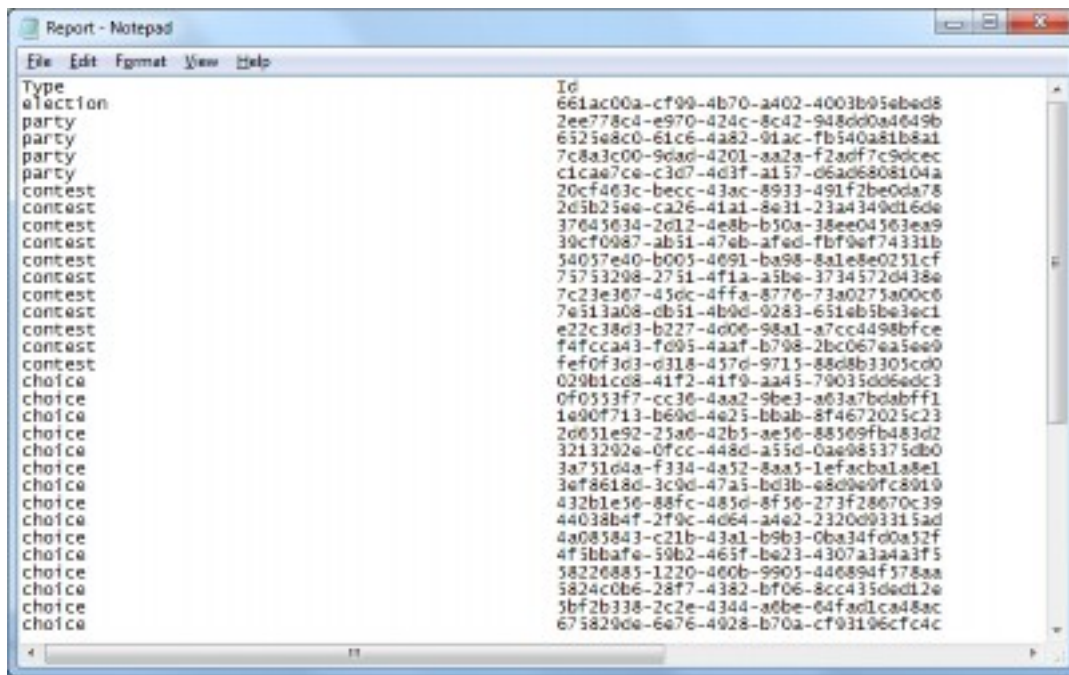 Report - Notepad
File Edit Format View Help
Type Id
election 661ac00a-cf99-4b70-a402-4003b95ebed8
party 2ee778c4-e970-424c-8c42-948dd0a4649b
party 6525e8c0-61c6-4a82-91ac-fb540a81b8a1
party 7c8a3c00-9dad-4201-aa2a-f2adf7c9dcec
party c1cae7ce-c3d7-4d3f-a157-d6ad6808104a
contest 20cf463c-becc-43ac-8933-491f2be0da78
contest 2d5b25ee-ca26-41a1-8e31-23a4349d16de
contest 37645634-2d12-4e8b-b50a-38ee04563ea9
contest 39cf0987-ab51-47eb-afed-fbf9ef74331b
contest 54057e40-b005-4691-ba98-8a1e8e0251cf
contest 75753298-2751-4f1a-a5be-3734572d438e
contest 7c23e367-45dc-4ffa-8776-73a0275a00c6
contest 7e513a08-db51-4b9d-9283-651eb5be3ec1
contest e22c38d3-b227-4d06-98a1-a7cc4498bfce
contest f4fcca43-fd95-4aaf-b798-2bc067ea5ee9
contest fef0f3d3-d318-457d-9715-88d8b3305cd0
choice 029b1cd8-41f2-41f9-aa45-79035dd6edc3
choice 0f0553f7-cc36-4aa2-9be3-a63a7bdabff1
choice 1e90f713-b69d-4e25-bbab-8f4672025c23
choice 2d651e92-25a6-42b5-ae56-88569fb483d2
choice 3213292e-0fcc-448d-a55d-0ae985375db0
choice 3a751d4a-f334-4a52-8aa5-1efacba1a8e1
choice 3ef8618d-3c9d-47a5-bd3b-e8d9e9fc8919
choice 432b1e56-88fc-485d-8f56-273f28670c39
choice 44038b4f-2f9c-4d64-a4e2-2320d93315ad
choice 4a085843-c21b-43a1-b9b3-0ba34fd0a52f
choice 4f5bbafe-59b2-465f-be23-4307a3a4a3f5
choice 58226885-1220-460b-9905-446894f578aa
choice 5824c0b6-28f7-4382-bf06-8cc435ded12e
choice 5bf2b338-2c2e-4344-a6be-64fad1ca48ac
choice 675829de-6e76-4928-b70a-cf93196cfc4c